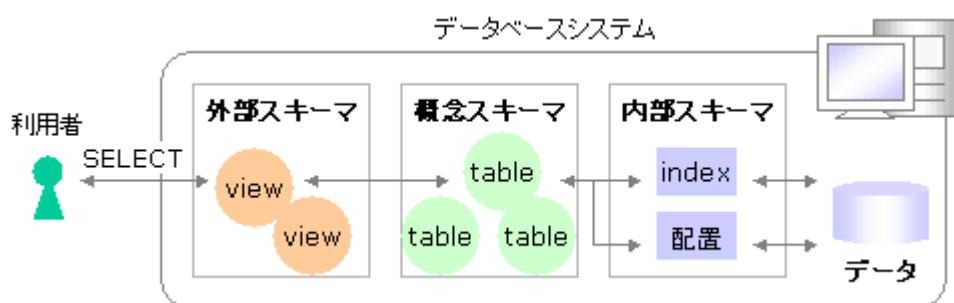 データベースシステム
外部スキーマ
概念スキーマ
内部スキーマ
利用者
SELECT
view
view
table
table
table
index
配置
データ